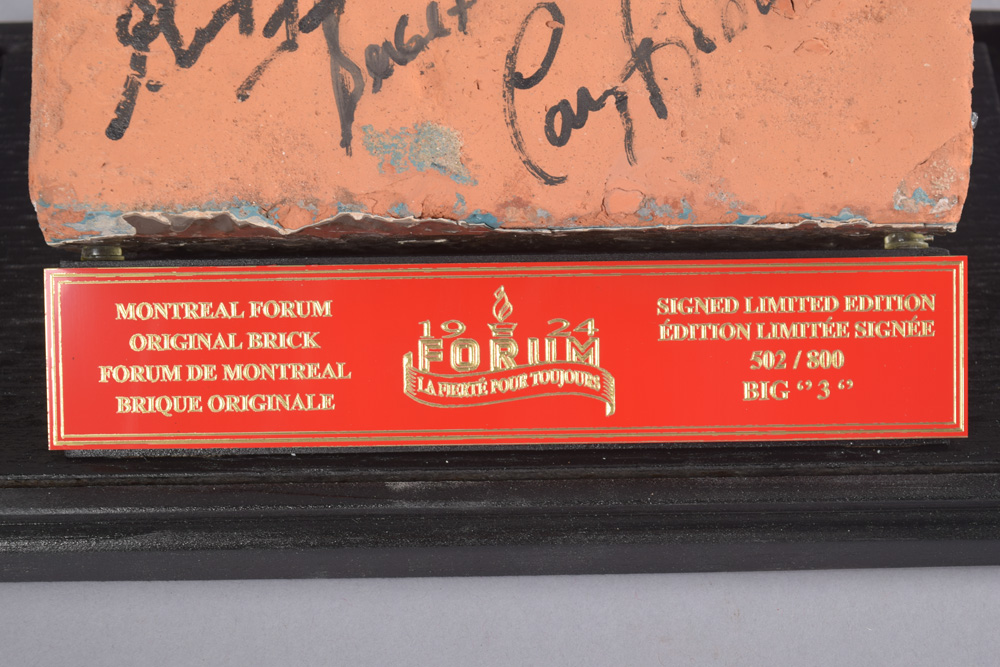 Serge
MONTREAL FORUM
ORIGINAL BRICK
FORUM DE MONTREAL
BRIQUE ORIGINALE
19 24
FORUM
LA FIERTÉ POUR TOUJOURS
SIGNED LIMITED EDITION
ÉDITION LIMITÉE SIGNÉE
502 / 800
BIG “ 3 ”